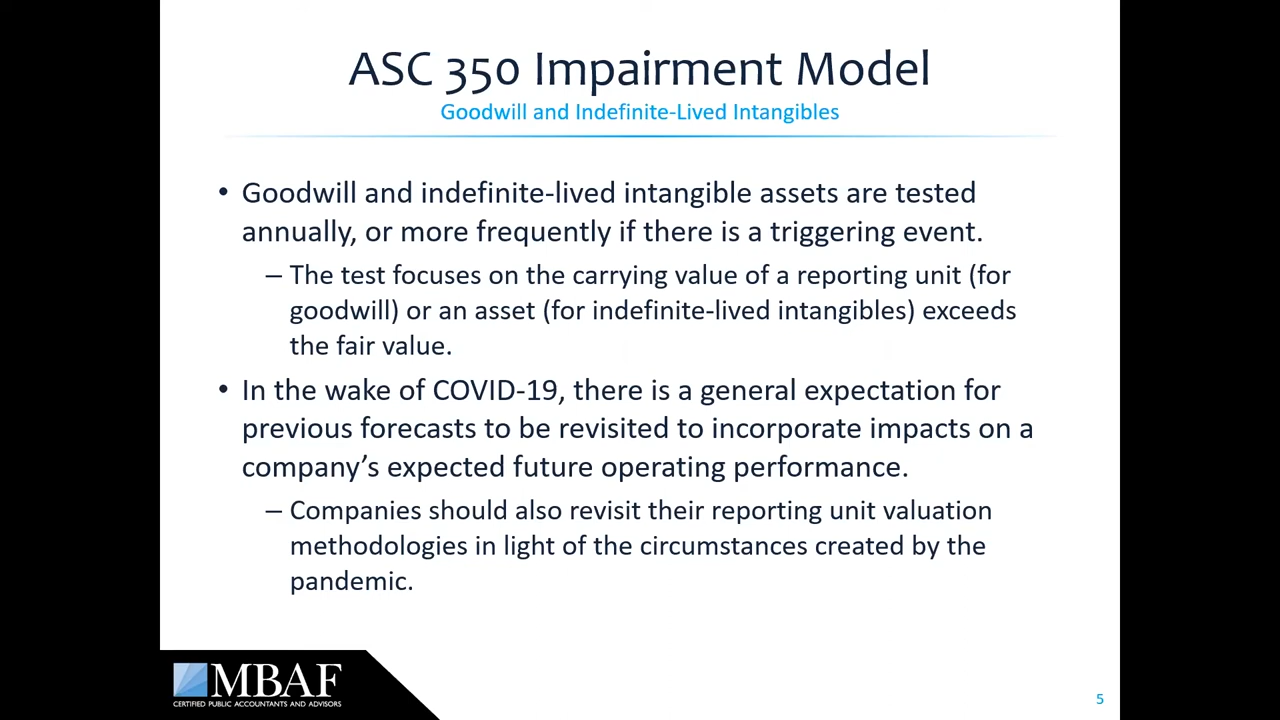 ASC 350 Impairment Model
Goodwill and Indefinite-Lived Intangibles
• Goodwill and indefinite-lived intangible assets are tested
annually, or more frequently if there is a triggering event.
– The test focuses on the carrying value of a reporting unit (for
goodwill) or an asset (for indefinite-lived intangibles) exceeds
the fair value.
• In the wake of COVID-19, there is a general expectation for
previous forecasts to be revisited to incorporate impacts on a
company’s expected future operating performance.
– Companies should also revisit their reporting unit valuation
methodologies in light of the circumstances created by the
pandemic.
MBAF
CERTIFIED PUBLIC ACCOUNTANTS AND ADVISORS
5